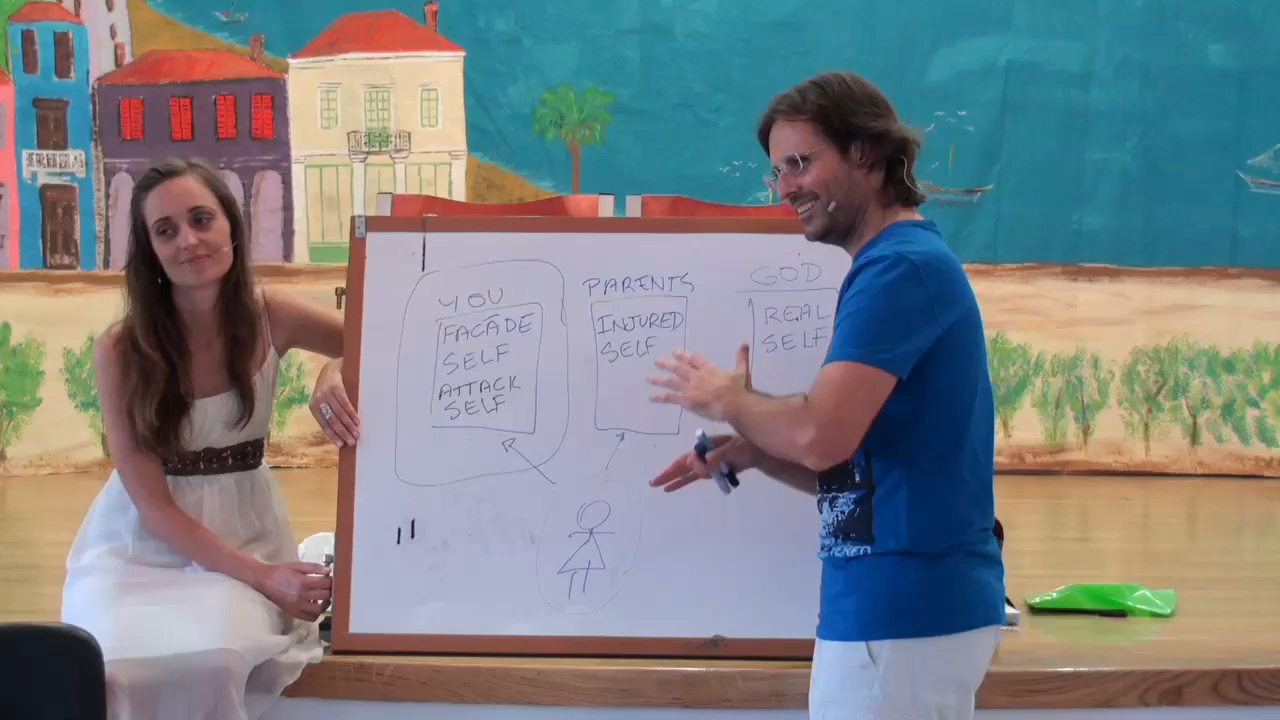 YOU
FACADE
SELF
ATTACK
SELF
PARENTS
INJURED
SELF
GOD
REAL
SELF